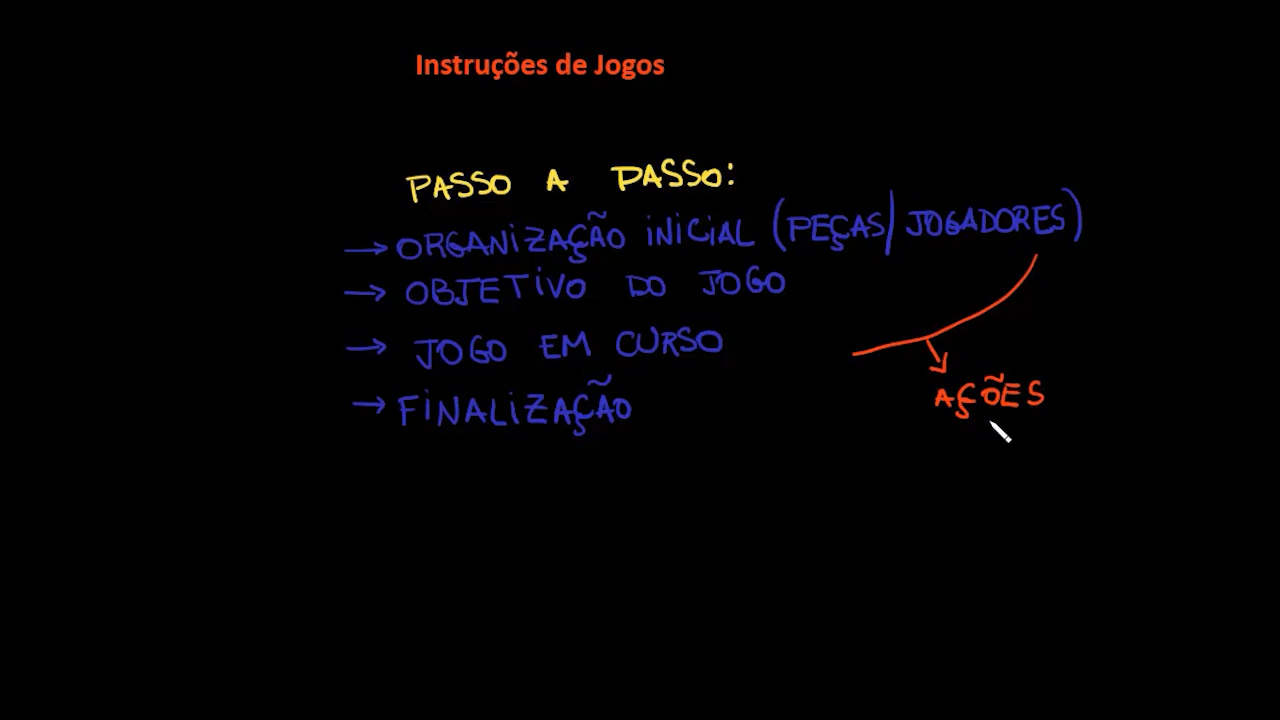 Instruções de Jogos
PASSO A PASSO:
→ ORGANIZAÇÃO INICIAL (PEÇAS/JOGADORES)
→ OBJETIVO DO JOGO
→ JOGO EM CURSO
→ FINALIZAÇÃO
AÇÕES